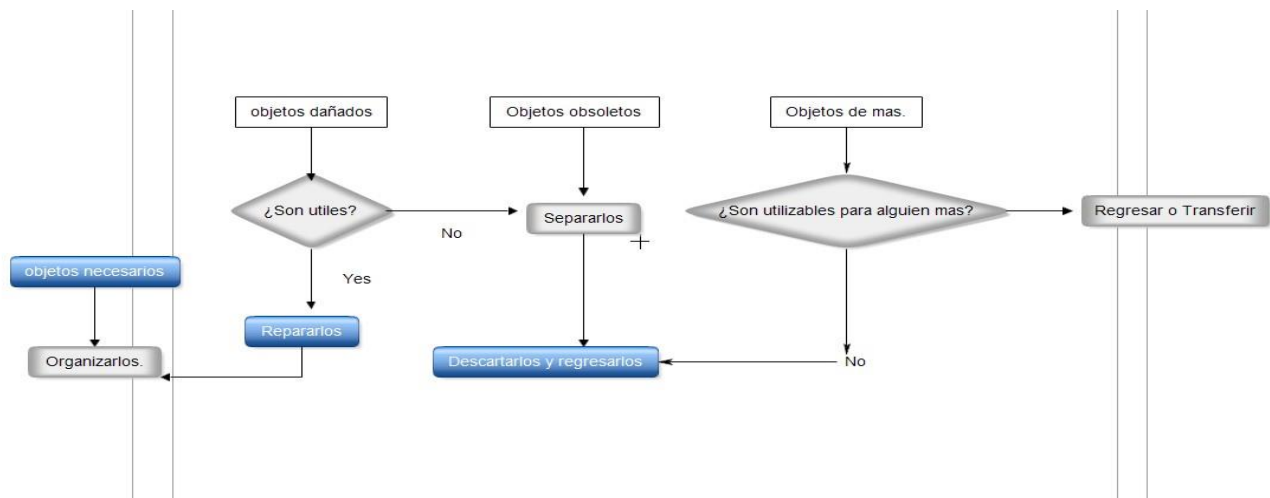 objetos dañados
Objetos obsoletos
Objetos de mas.
¿Son utiles?
No
Separarlos
¿Son utilizables para alguien mas?
Regresar o Transferir
objetos necesarios
Yes
Repararlos
Organizarlos.
Descartarlos y regresarlos
No